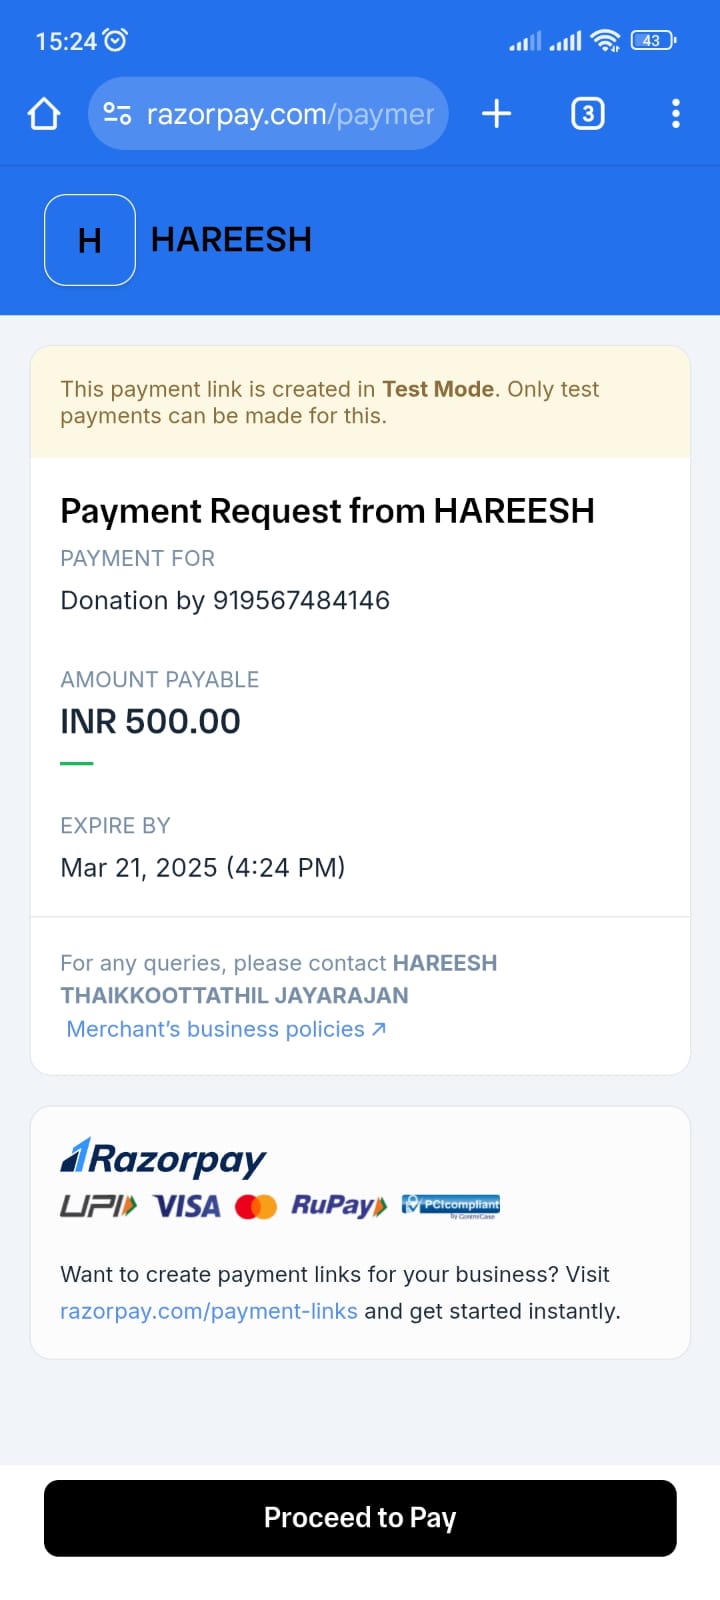 15:24
43
razorpay.com/paymer
3
H
HAREESH
This payment link is created in Test Mode. Only test
payments can be made for this.
Payment Request from HAREESH
PAYMENT FOR
Donation by 919567484146
AMOUNT PAYABLE
INR 500.00
EXPIRE BY
Mar 21, 2025 (4:24 PM)
For any queries, please contact HAREESH
THAIKKOOTTATHIL JAYARAJAN
Merchant's business policies
Razorpay
UPI VISA RuPay PCIcompliant
by ControlCase
Want to create payment links for your business? Visit
razorpay.com/payment-links and get started instantly.
Proceed to Pay